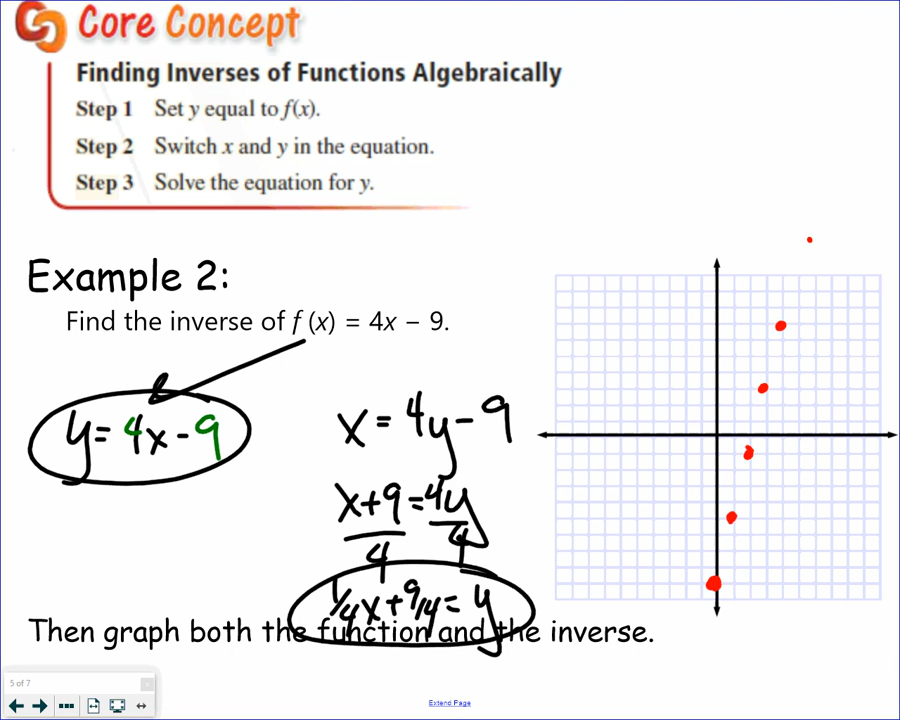 Core Concept
Finding Inverses of Functions Algebraically
Step 1 Set y equal to f(x).
Step 2 Switch x and y in the equation.
Step 3 Solve the equation for y.
Example 2:
Find the inverse of f (x) = 4x − 9.
y = 4x - 9
x = 4y - 9
x + 9 = 4y
4 4
1/4 x + 9/4 = y
Then graph both the function and the inverse.
5 of 7
Extend Page